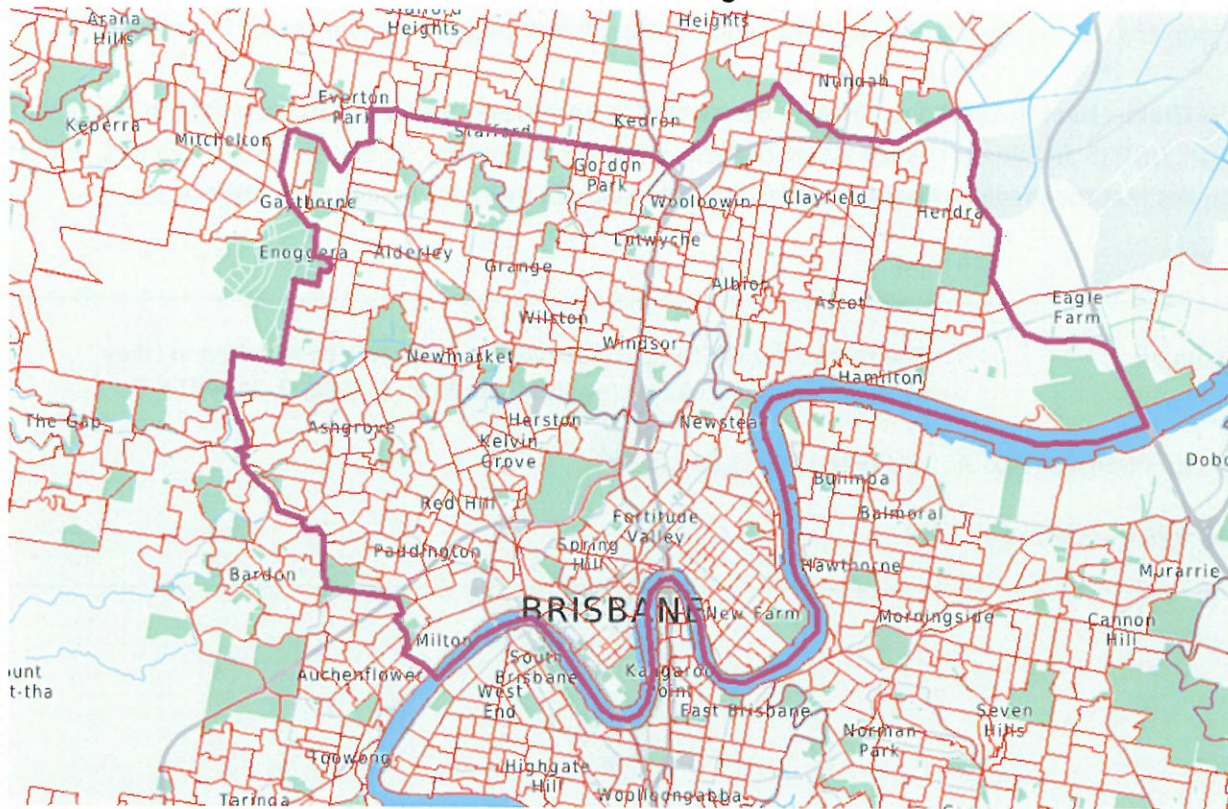 Arana
Hills
Stafford
Heights
Heights
Nundah
Everton
Park
Keperra
Mitchelton
Stafford
Kedron
Gordon
Park
Gaythorne
Wooloowin
Clayfield
Hendra
Enoggera
Alderley
Lutwyche
Grange
Albion
Ascot
Eagle
Farm
Wilston
Windsor
Newmarket
Hamilton
The Gap
Ashgrove
Herston
Newstead
Kelvin
Grove
Bulimba
Balmoral
Red Hill
Fortitude
Valley
Spring
Hill
Paddington
Hawthorne
Bardon
Murarrie
BRISBANE
New Farm
Morningside
Cannon
Hill
Milton
South
Brisbane
Kangaroo
Point
Auchenflower
West
End
East Brisbane
ount
t-tha
Seven
Hills
Norman
Park
Toowong
Highgate
Hill
Taringa
Woolloongabba